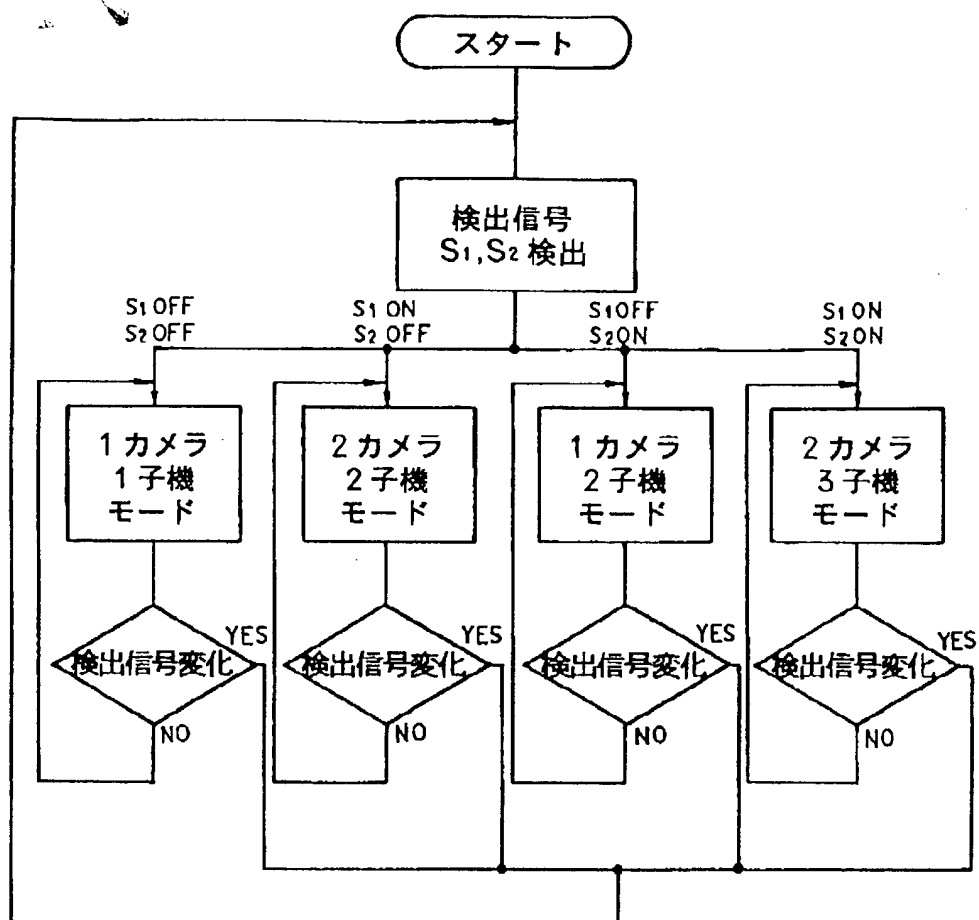 スタート
検出信号
S1,S2 検出
S1 OFF
S2 OFF
S1 ON
S2 OFF
S1 OFF
S2 ON
S1 ON
S2 ON
1 カメラ
1 子機
モード
2 カメラ
2 子機
モード
1 カメラ
2 子機
モード
2 カメラ
3 子機
モード
検出信号変化
YES
NO
検出信号変化
YES
NO
検出信号変化
YES
NO
検出信号変化
YES
NO